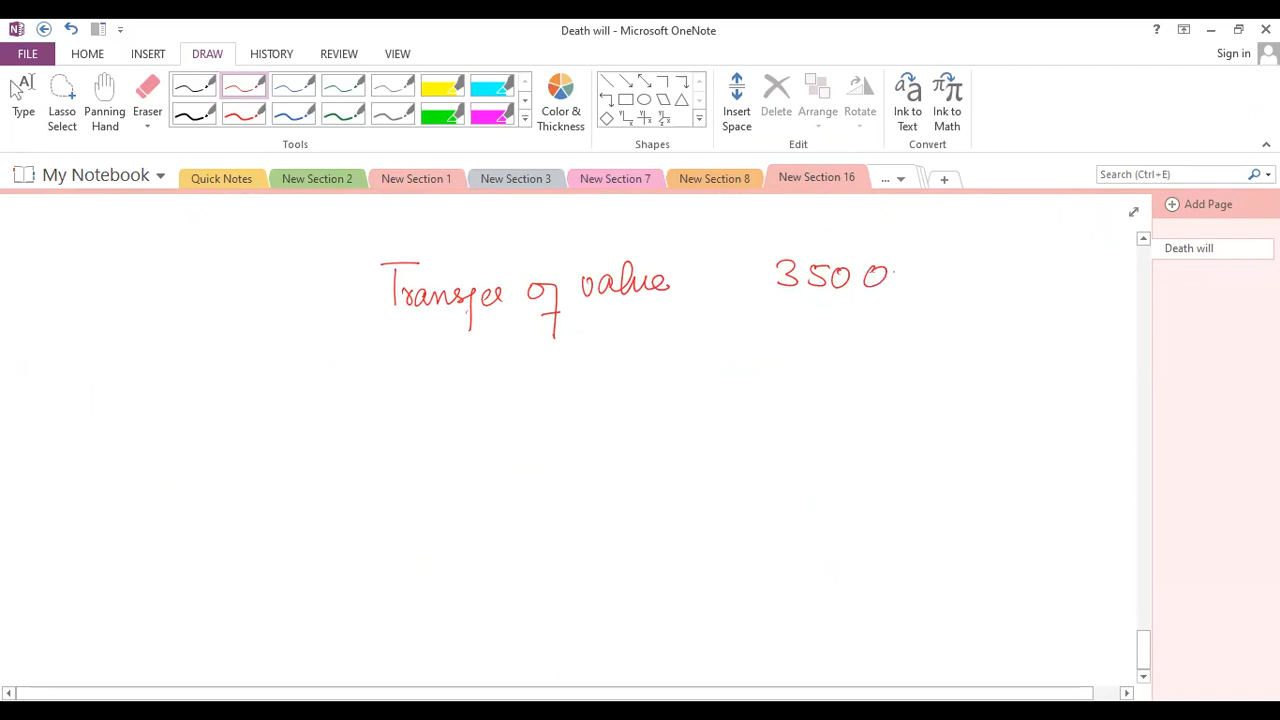 Death will - Microsoft OneNote
FILE HOME INSERT DRAW HISTORY REVIEW VIEW
Sign in
Type
Lasso Select
Panning Hand
Eraser
Color & Thickness
Insert Space
Delete
Arrange
Rotate
Ink to Text
Ink to Math
Tools Shapes Edit Convert
My Notebook Quick Notes New Section 2 New Section 1 New Section 3 New Section 7 New Section 8 New Section 16 ... Search (Ctrl+E)
Add Page
Death will
Transfer of value 3500